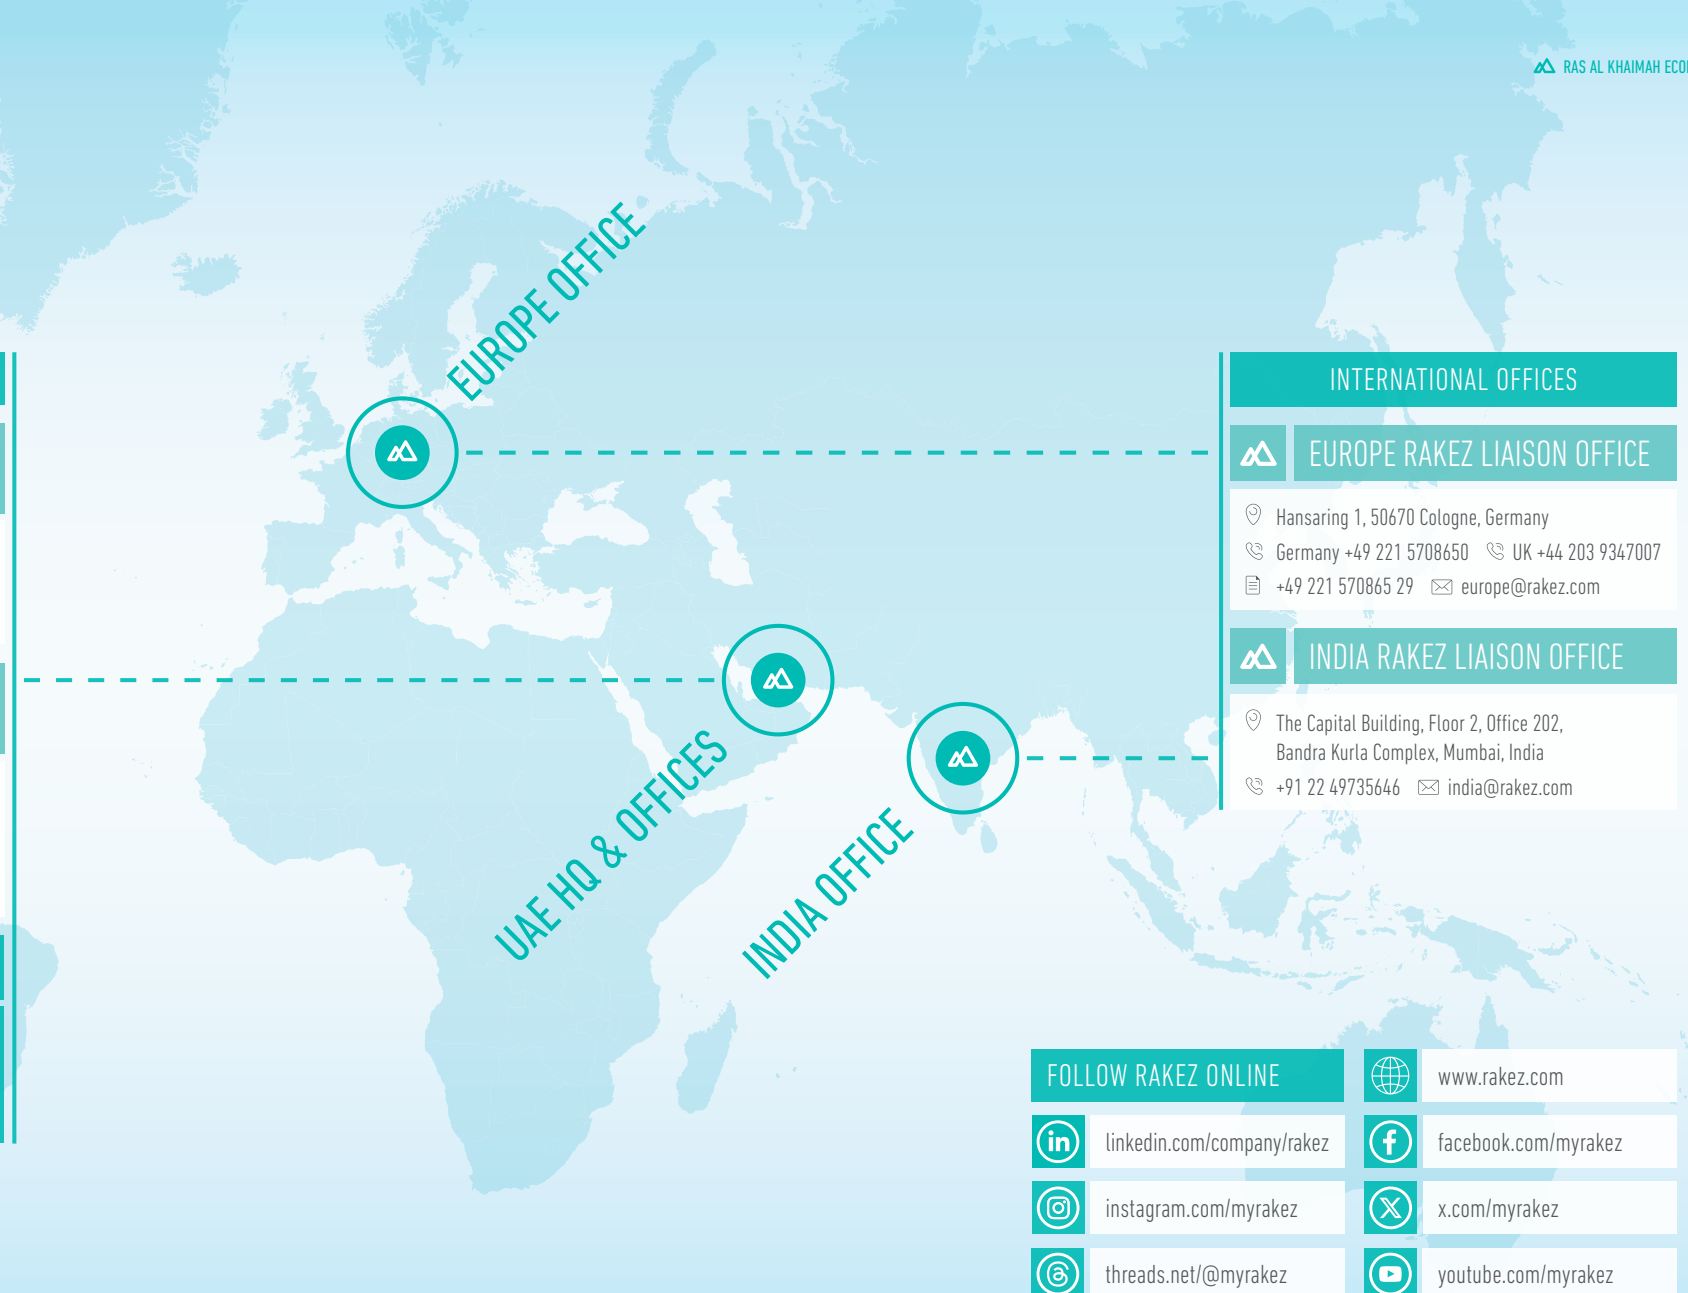 RAS AL KHAIMAH
EUROPE OFFICE
UAE HQ & OFFICES
INDIA OFFICE
INTERNATIONAL OFFICES
EUROPE RAKEZ LIAISON OFFICE
Hansaring 1, 50670 Cologne, Germany
Germany +49 221 5708650 UK +44 203 9347007
+49 221 570865 29 europe@rakez.com
INDIA RAKEZ LIAISON OFFICE
The Capital Building, Floor 2, Office 202,
Bandra Kurla Complex, Mumbai, India
+91 22 49735646 india@rakez.com
FOLLOW RAKEZ ONLINE
www.rakez.com
linkedin.com/company/rakez
facebook.com/myrakez
instagram.com/myrakez
x.com/myrakez
threads.net/@myrakez
youtube.com/myrakez